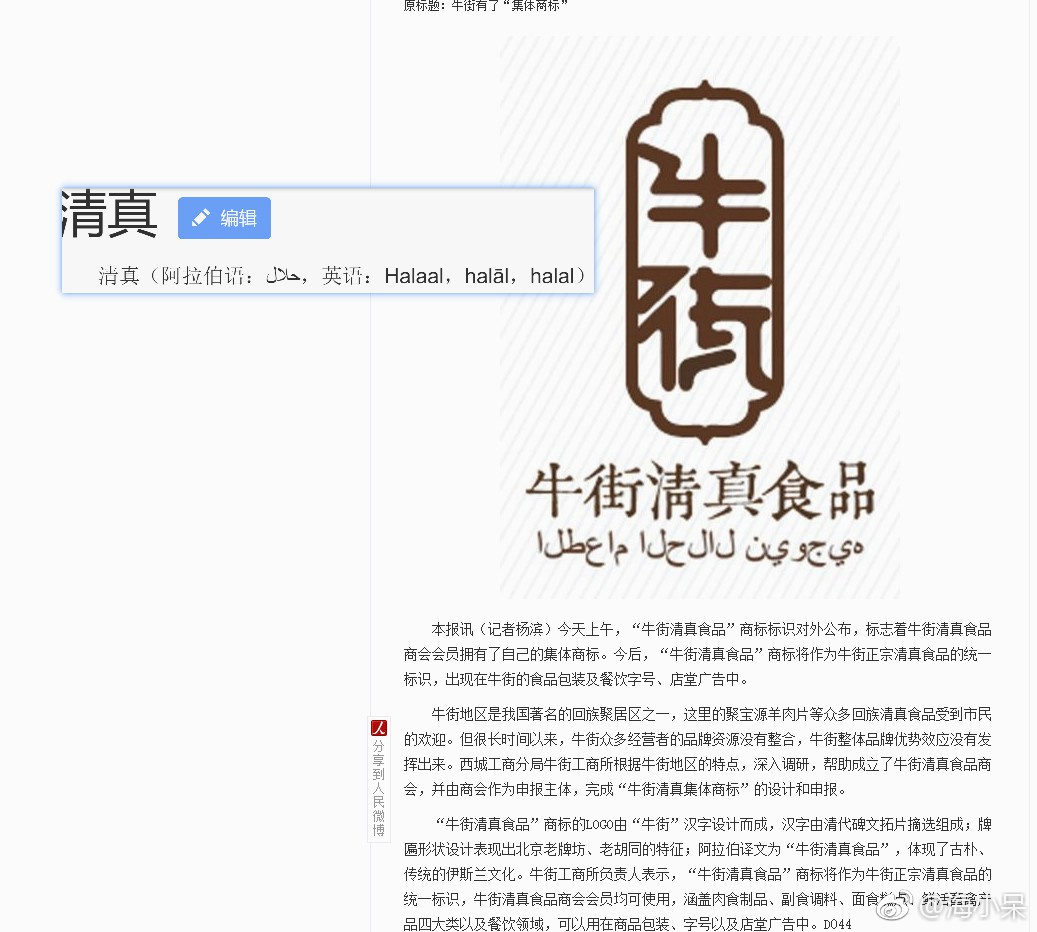 原标题：牛街有了“集体商标”
牛街
清真 编辑
清真（阿拉伯语：حلال，英语：Halaal，halāl，halal）
牛街清真食品
هيجوين لالحلا ماعطلا
本报讯（记者杨滨）今天上午，“牛街清真食品”商标标识对外公布，标志着牛街清真食品
商会会员拥有了自己的集体商标。今后，“牛街清真食品”商标将作为牛街正宗清真食品的统一
标识，出现在牛街的食品包装及餐饮字号、店堂广告中。
牛街地区是我国著名的回族聚居区之一，这里的聚宝源羊肉片等众多回族清真食品受到市民
的欢迎。但很长时间以来，牛街众多经营者的品牌资源没有整合，牛街整体品牌优势效应没有发
挥出来。西城工商分局牛街工商所根据牛街地区的特点，深入调研，帮助成立了牛街清真食品商
会，并由商会作为申报主体，完成“牛街清真集体商标”的设计和申报。
“牛街清真食品”商标的LOGO由“牛街”汉字设计而成，汉字由清代碑文拓片摘选组成；牌
匾形状设计表现出北京老牌坊、老胡同的特征；阿拉伯译文为“牛街清真食品”，体现了古朴、
传统的伊斯兰文化。牛街工商所负责人表示，“牛街清真食品”商标将作为牛街正宗清真食品的
统一标识，牛街清真食品商会会员均可使用，涵盖肉食制品、副食调料、面食糕点、鲜活畜禽产
品四大类以及餐饮领域，可以用在商品包装、字号以及店堂广告中。D044
人
分享到人民微博
@海小呆